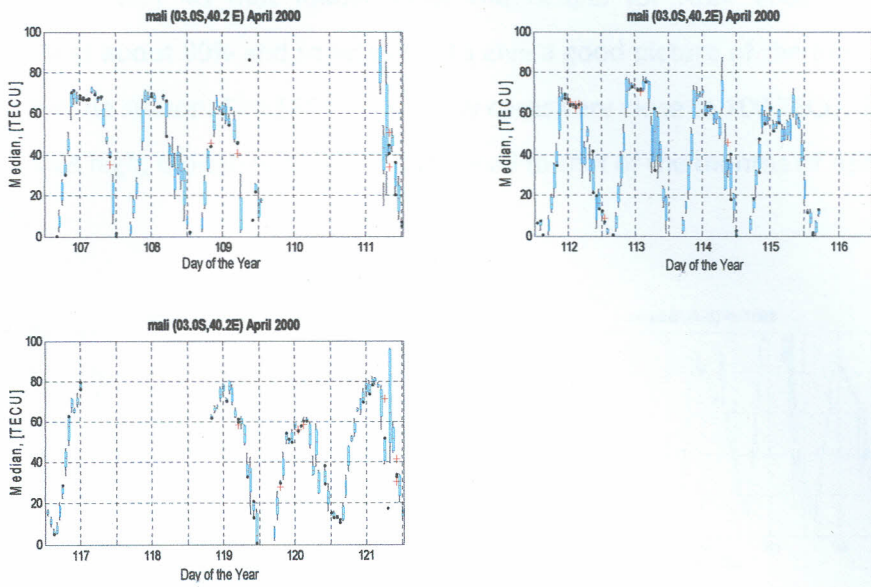 mali (03.0S,40.2 E) April 2000
Median, [TECU]
100
80
60
40
20
0
107 108 109 110 111
Day of the Year
mali (03.0S,40.2E) April 2000
Median, [TECU]
100
80
60
40
20
0
112 113 114 115 116
Day of the Year
mali (03.0S,40.2E) April 2000
Median, [TECU]
100
80
60
40
20
0
117 118 119 120 121
Day of the Year